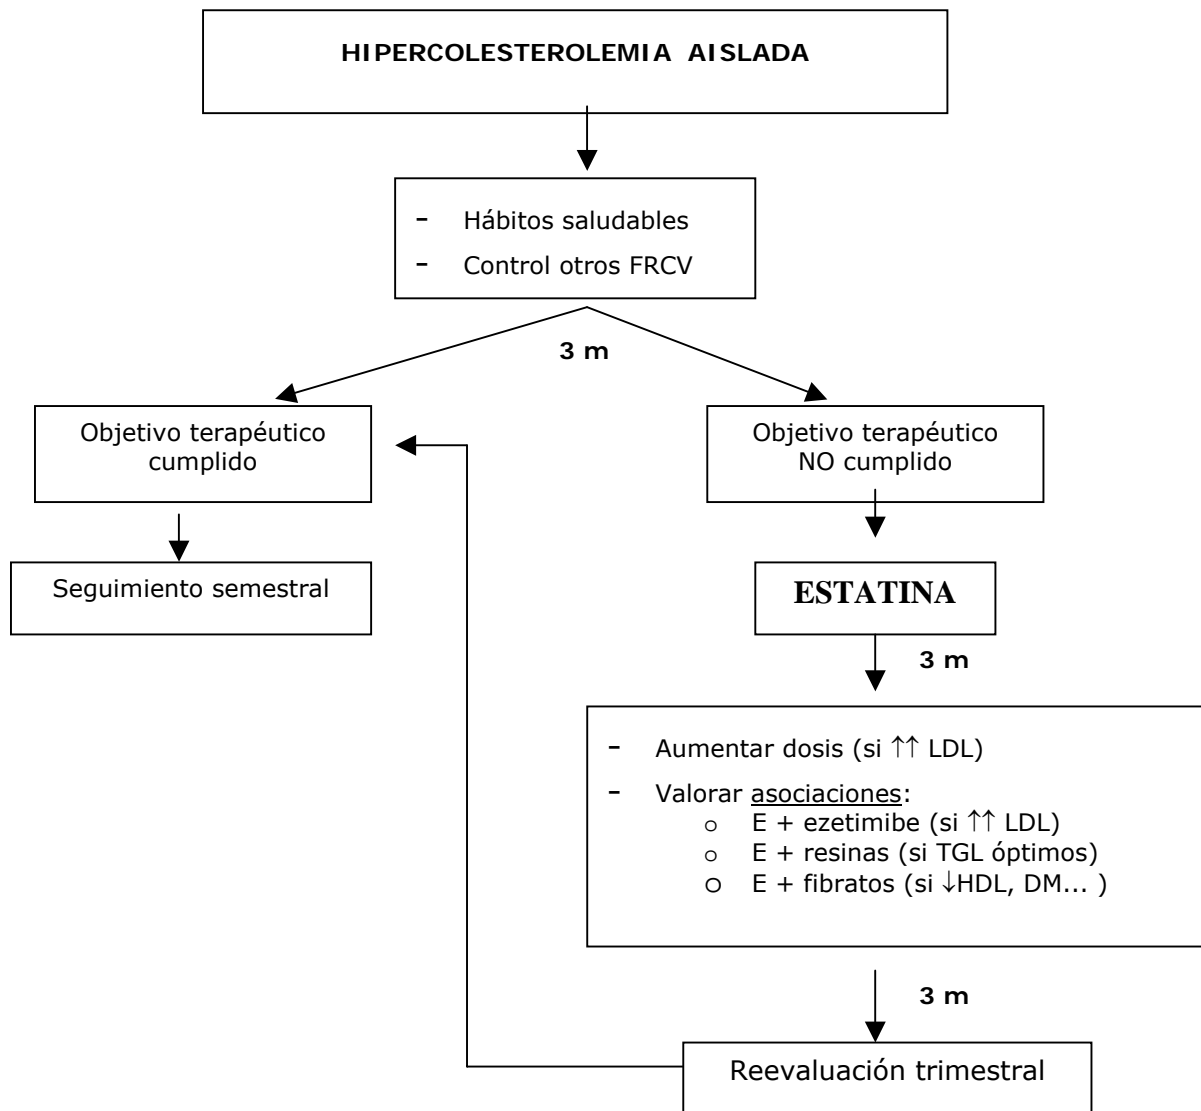 HIPERCOLESTEROLEMIA AISLADA
- Hábitos saludables
- Control otros FRCV
3 m
Objetivo terapéutico
cumplido
Objetivo terapéutico
NO cumplido
Seguimiento semestral
ESTATINA
3 m
- Aumentar dosis (si ↑↑ LDL)
- Valorar asociaciones:
o E + ezetimibe (si ↑↑ LDL)
o E + resinas (si TGL óptimos)
o E + fibratos (si ↓HDL, DM... )
3 m
Reevaluación trimestral